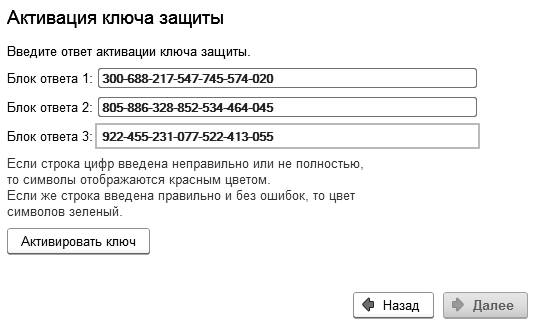 Активация ключа защиты
Введите ответ активации ключа защиты.
Блок ответа 1: 300-688-217-547-745-574-020
Блок ответа 2: 805-886-328-852-534-464-045
Блок ответа 3: 922-455-231-077-522-413-055
Если строка цифр введена неправильно или не полностью,
то символы отображаются красным цветом.
Если же строка введена правильно и без ошибок, то цвет
символов зеленый.
Активировать ключ
Назад Далее